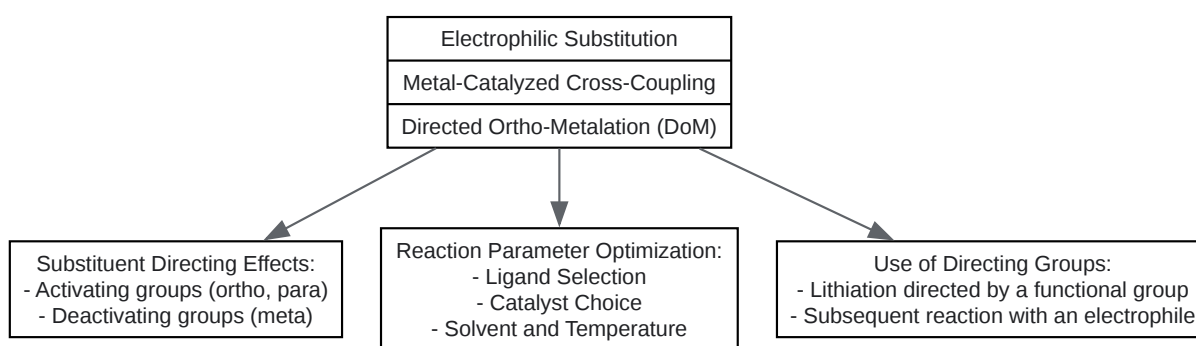 Electrophilic Substitution
Metal-Catalyzed Cross-Coupling
Directed Ortho-Metalation (DoM)
Substituent Directing Effects:
- Activating groups (ortho, para)
- Deactivating groups (meta)
Reaction Parameter Optimization:
- Ligand Selection
- Catalyst Choice
- Solvent and Temperature
Use of Directing Groups:
- Lithiation directed by a functional group
- Subsequent reaction with an electrophile